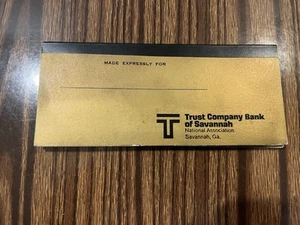 MADE EXPRESSLY FOR
Trust Company Bank
of Savannah
National Association
Savannah, Ga.